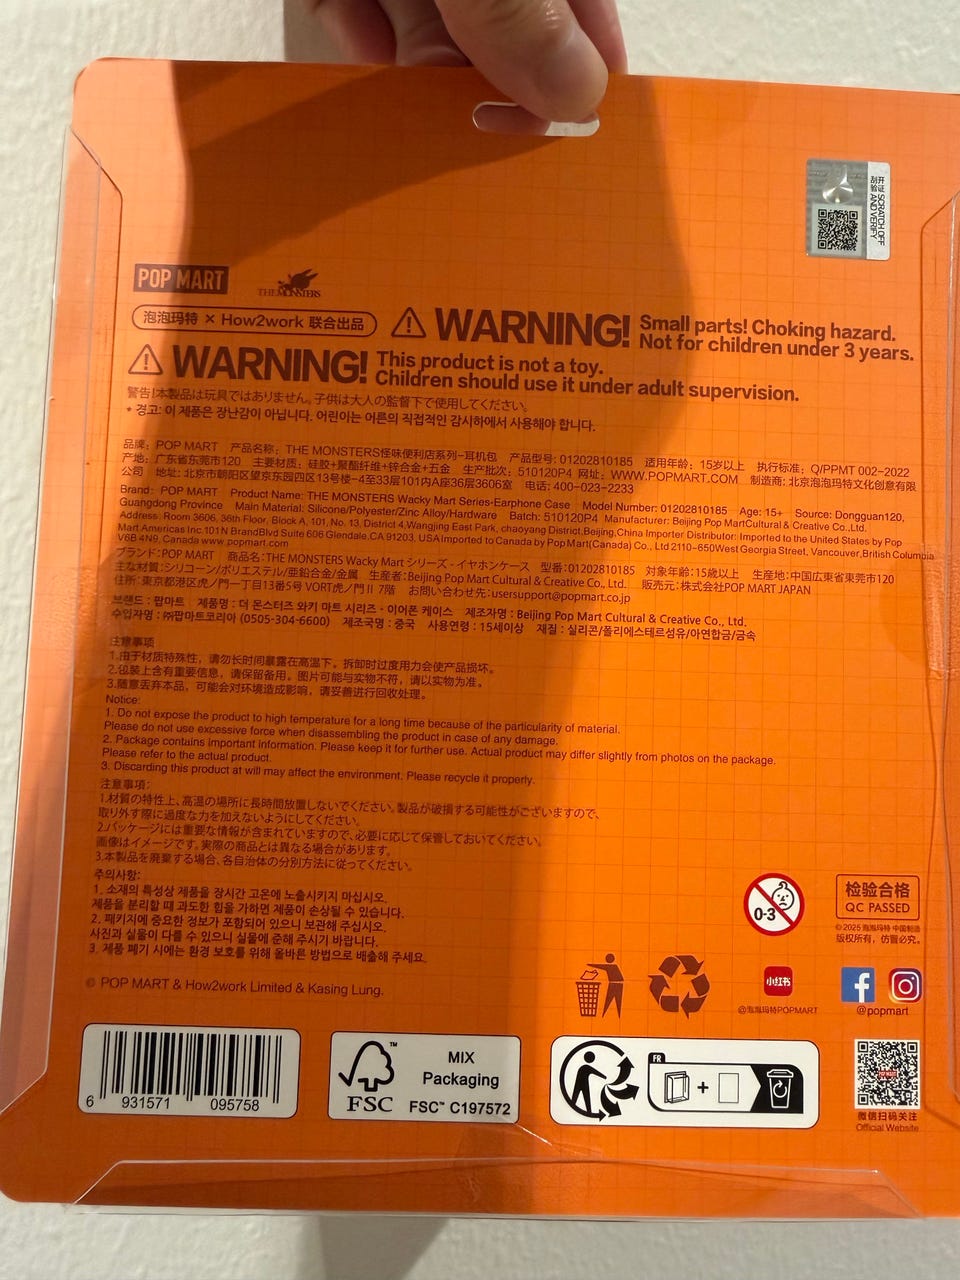 开证 SCRATCH OFF
刮验 AND VERIFY
POP MART
THE MONSTERS
泡泡玛特 × How2work 联合出品
WARNING! Small parts! Choking hazard.
Not for children under 3 years.
WARNING! This product is not a toy.
Children should use it under adult supervision.
警告!本製品は玩具ではありません。子供は大人の監督下で使用してください。
* 경고: 이 제품은 장난감이 아닙니다. 어린이는 어른의 직접적인 감시하에서 사용해야 합니다.
品牌：POP MART 产品名称：THE MONSTERS怪味便利店系列-耳机包 产品型号: 01202810185 适用年龄：15岁以上 执行标准：Q/PPMT 002-2022
产地：广东省东莞市120 主要材质：硅胶+聚酯纤维+锌合金+五金 生产批次：510120P4 网址：WWW.POPMART.COM 制造商: 北京泡泡玛特文化创意有限
公司 地址: 北京市朝阳区望京东园四区13号楼-4至33层101内A座36层3606室 电话: 400-023-2233
Brand: POP MART Product Name: THE MONSTERS Wacky Mart Series-Earphone Case Model Number: 01202810185 Age: 15+ Source: Dongguan120,
Guangdong Province Main Material: Silicone/Polyester/Zinc Alloy/Hardware Batch: 510120P4 Manufacturer: Beijing Pop MartCultural & Creative Co.,Ltd.
Address: Room 3606, 36th Floor, Block A, 101, No. 13, District 4,Wangjing East Park, chaoyang District,Beijing,China Importer Distributor: Imported to the United States by Pop
Mart Americas Inc.101 N BrandBlvd Suite 606 Glendale,CA 91203, USA Imported to Canada by Pop Mart(Canada) Co., Ltd 2110-650West Georgia Street, Vancouver,British Columbia
V6B 4N9, Canada www.popmart.com
ブランド：POP MART 商品名：THE MONSTERS Wacky Mart シリーズ - イヤホンケース 型番:01202810185 対象年齢:15歳以上 生産地:中国広東省東莞市120
主な材質：シリコーン/ポリエステル/亜鉛合金/金属 生産者:Beijing Pop Mart Cultural & Creative Co., Ltd. 販売元：株式会社POP MART JAPAN
住所：東京都港区虎ノ門一丁目13番5号 VORT虎ノ門Ⅱ 7階 お問い合わせ先:usersupport@popmart.co.jp
브랜드 : 팝마트 제품명 : 더 몬스터즈 와키 마트 시리즈 - 이어폰 케이스 제조자명 : Beijing Pop Mart Cultural & Creative Co., Ltd.
수입자명 : ㈜팝마트코리아 (0505-304-6600) 제조국명 : 중국 사용연령 : 15세이상 재질 : 실리콘/폴리에스테르섬유/아연합금/금속
注意事项
1.由于材质特殊性，请勿长时间暴露在高温下。拆卸时过度用力会使产品损坏。
2.包装上含有重要信息，请保留备用。图片可能与实物不符，请以实物为准。
3.随意丢弃本品，可能会对环境造成影响，请妥善进行回收处理。
Notice:
1. Do not expose the product to high temperature for a long time because of the particularity of material.
Please do not use excessive force when disassembling the product in case of any damage.
2. Package contains important information. Please keep it for further use. Actual product may differ slightly from photos on the package.
Please refer to the actual product.
3. Discarding this product at will may affect the environment. Please recycle it properly.
注意事項:
1.材質の特性上、高温の場所に長時間放置しないでください。製品が破損する可能性がございますので、
取り外す際に過度な力を加えないようにしてください。
2.パッケージには重要な情報が含まれていますので、必要に応じて保管しておいてください。
画像はイメージです。実際の商品とは異なる場合があります。
3.本製品を廃棄する場合、各自治体の分別方法に従ってください。
주의사항:
1. 소재의 특성상 제품을 장시간 고온에 노출시키지 마십시오.
제품을 분리할 때 과도한 힘을 가하면 제품이 손상될 수 있습니다.
2. 패키지에 중요한 정보가 포함되어 있으니 보관해 주십시오.
사진과 실물이 다를 수 있으니 실물에 준해 주시기 바랍니다.
3. 제품 폐기 시에는 환경 보호를 위해 올바른 방법으로 배출해 주세요.
© POP MART & How2work Limited & Kasing Lung.
0-3
检验合格
QC PASSED
© 2025 泡泡玛特 中国制造
版权所有，仿冒必究。
小红书
@泡泡玛特POPMART
@popmart
6 931571 095758
FSC
MIX
Packaging
FSC™ C197572
FR
+
POP MART
微信扫码关注
Official Website